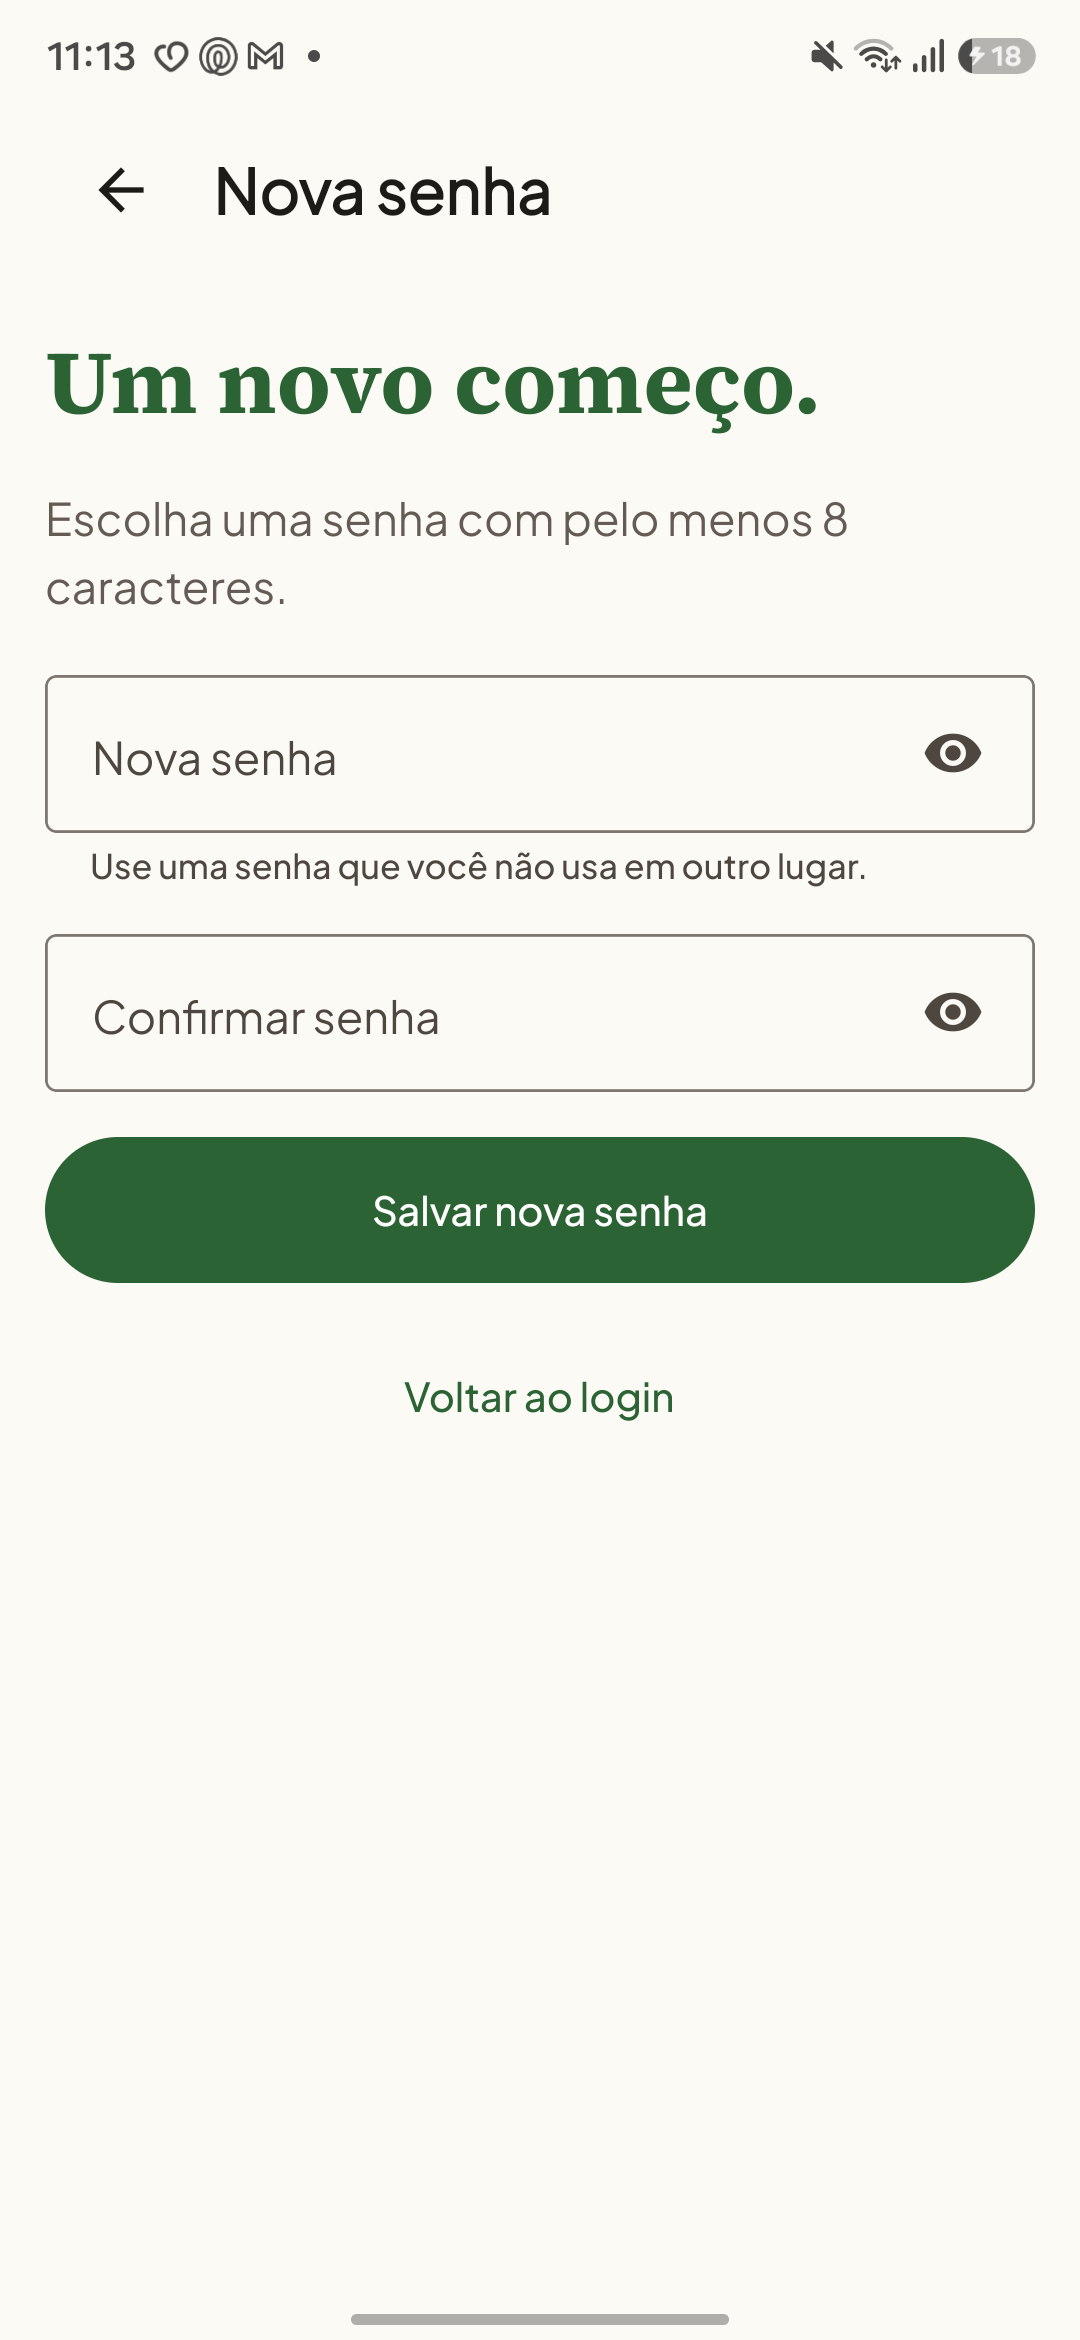 11:13
18
Nova senha
Um novo começo.
Escolha uma senha com pelo menos 8
caracteres.
Nova senha
Use uma senha que você não usa em outro lugar.
Confirmar senha
Salvar nova senha
Voltar ao login